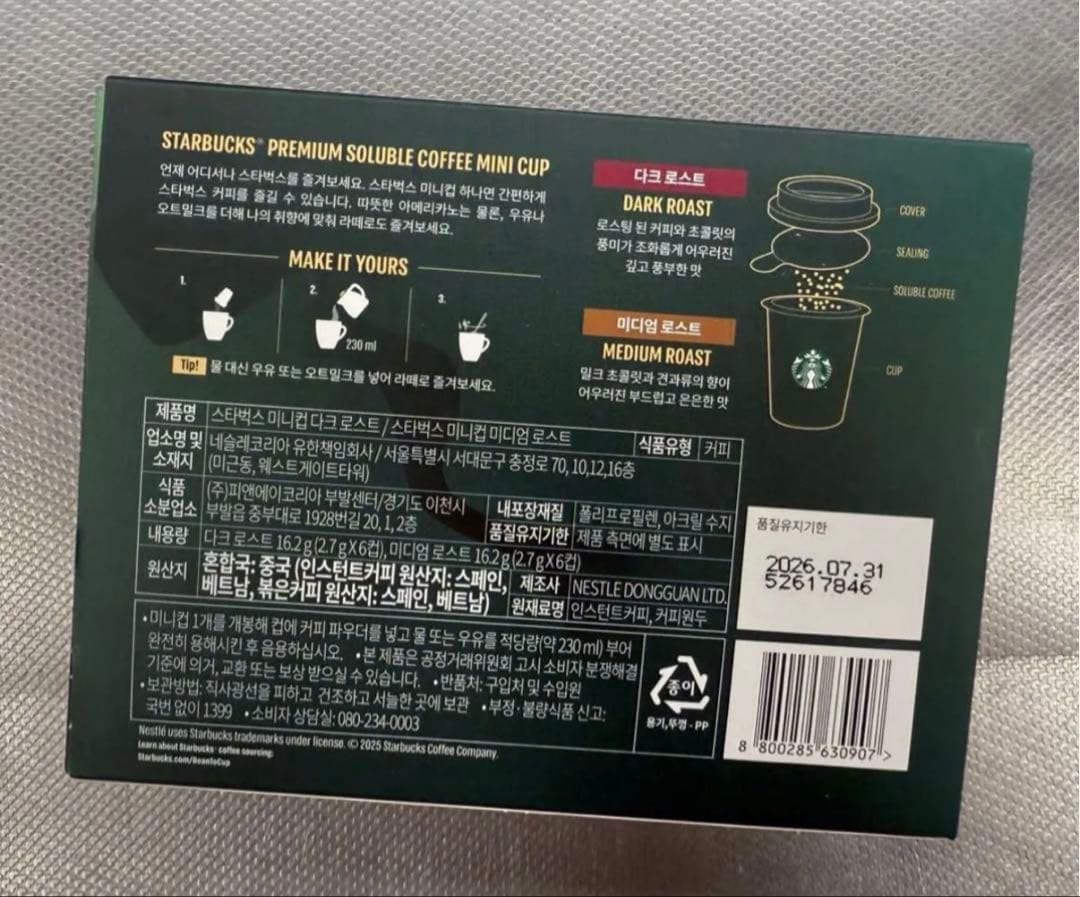 STARBUCKS® PREMIUM SOLUBLE COFFEE MINI CUP
언제 어디서나 스타벅스를 즐겨보세요. 스타벅스 미니컵 하나면 간편하게
스타벅스 커피를 즐길 수 있습니다. 따뜻한 아메리카노는 물론, 우유나
오트밀크를 더해 나의 취향에 맞춰 라떼로도 즐겨보세요.
MAKE IT YOURS
1.
2.
3.
230 ml
Tip! 물 대신 우유 또는 오트밀크를 넣어 라떼로 즐겨보세요.
다크 로스트
DARK ROAST
로스팅 된 커피와 초콜릿의
풍미가 조화롭게 어우러진
깊고 풍부한 맛
미디엄 로스트
MEDIUM ROAST
밀크 초콜릿과 견과류의 향이
어우러진 부드럽고 은은한 맛
COVER
SEALING
SOLUBLE COFFEE
CUP
제품명 스타벅스 미니컵 다크 로스트 / 스타벅스 미니컵 미디엄 로스트 식품유형 커피
업소명 및 네슬레코리아 유한책임회사 / 서울특별시 서대문구 충정로 70, 10,12,16층
소재지 (미근동, 웨스트게이트타워)
식품 (주)피앤에이코리아 부발센터/경기도 이천시 내포장재질 폴리프로필렌, 아크릴 수지
소분업소 부발읍 중부대로 1928번길 20, 1, 2층 품질유지기한 제품 측면에 별도 표시
내용량 다크 로스트 16.2 g (2.7 g X 6컵), 미디엄 로스트 16.2 g (2.7 g X 6컵)
원산지 혼합국: 중국 (인스턴트커피 원산지: 스페인, 제조사 NESTLE DONGGUAN LTD.
베트남, 볶은커피 원산지: 스페인, 베트남) 원재료명 인스턴트커피, 커피원두
•미니컵 1개를 개봉해 컵에 커피 파우더를 넣고 물 또는 우유를 적당량(약 230 ml) 부어
완전히 용해시킨 후 음용하십시오. •본 제품은 공정거래위원회 고시 소비자 분쟁해결
기준에 의거, 교환 또는 보상 받으실 수 있습니다. •반품처: 구입처 및 수입원
•보관방법: 직사광선을 피하고 건조하고 서늘한 곳에 보관 •부정·불량식품 신고:
국번 없이 1399 •소비자 상담실: 080-234-0003
종이
용기,뚜껑 - PP
Nestlé uses Starbucks trademarks under license. © 2025 Starbucks Coffee Company.
Learn about Starbucks® coffee sourcing:
Starbucks.com/BeanToCup
품질유지기한
2026.07.31
52617846
8 800285 630907 >